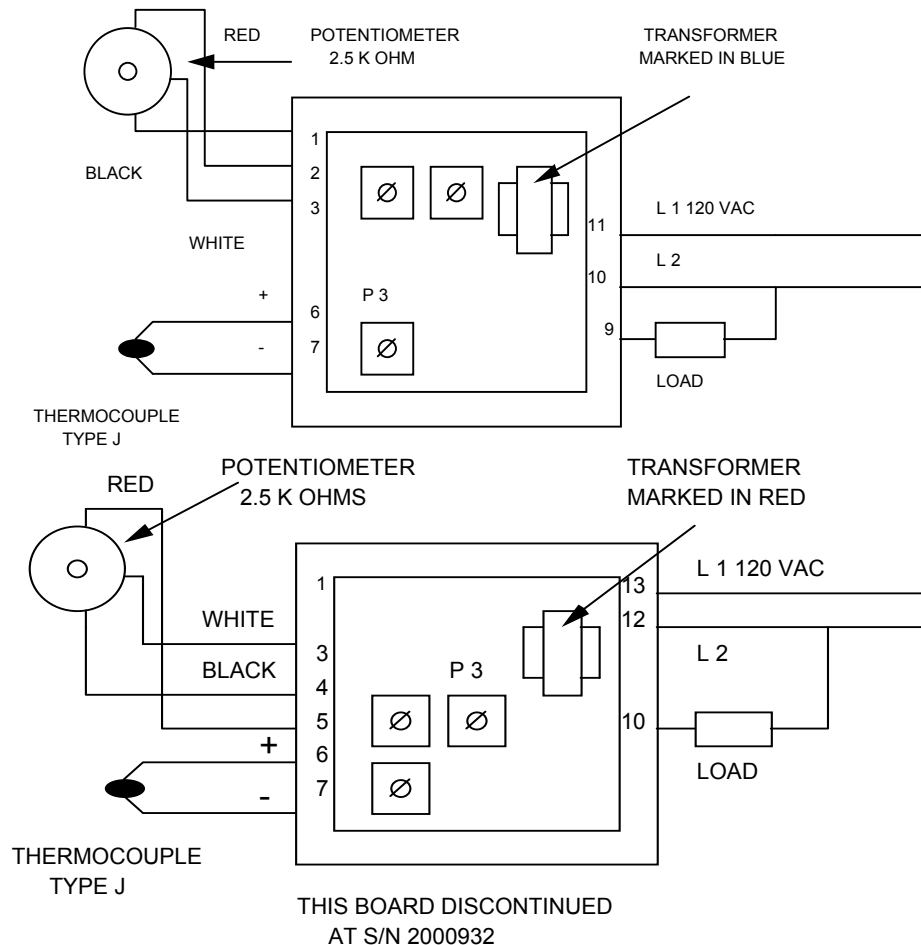 RED
POTENTIOMETER
2.5 K OHM
TRANSFORMER
MARKED IN BLUE
1
BLACK
2
3
WHITE
+
6
-
7
P 3
11
L 1 120 VAC
L 2
10
9
LOAD
THERMOCOUPLE
TYPE J
POTENTIOMETER
2.5 K OHMS
RED
TRANSFORMER
MARKED IN RED
1
WHITE
3
BLACK
4
5
+
6
-
7
P 3
13
L 1 120 VAC
12
L 2
10
LOAD
THERMOCOUPLE
TYPE J
THIS BOARD DISCONTINUED
AT S/N 2000932